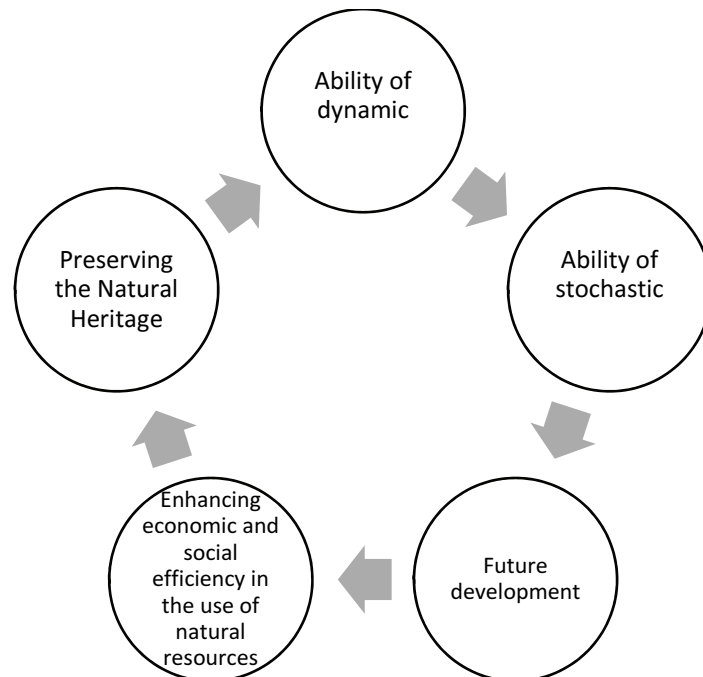 Ability of
dynamic
Ability of
stochastic
Future
development
Enhancing
economic and
social
efficiency in
the use of
natural
resources
Preserving
the Natural
Heritage